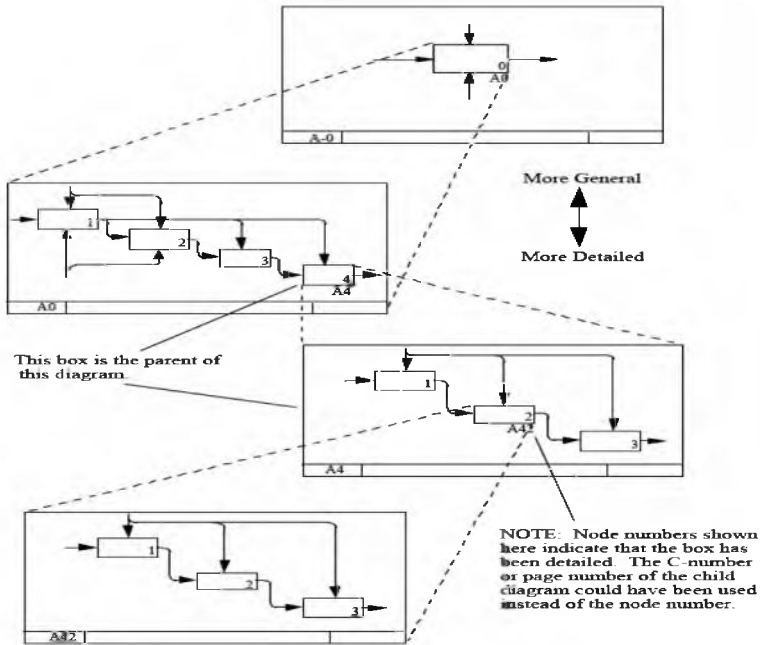 0
A0
A-0
More General
More Detailed
1
2
3
4
A4
A0
This box is the parent of
this diagram.
1
2
A42
3
A4
NOTE: Node numbers shown
here indicate that the box has
been detailed. The C-number
or page number of the child
diagram could have been used
instead of the node number.
1
2
3
A42